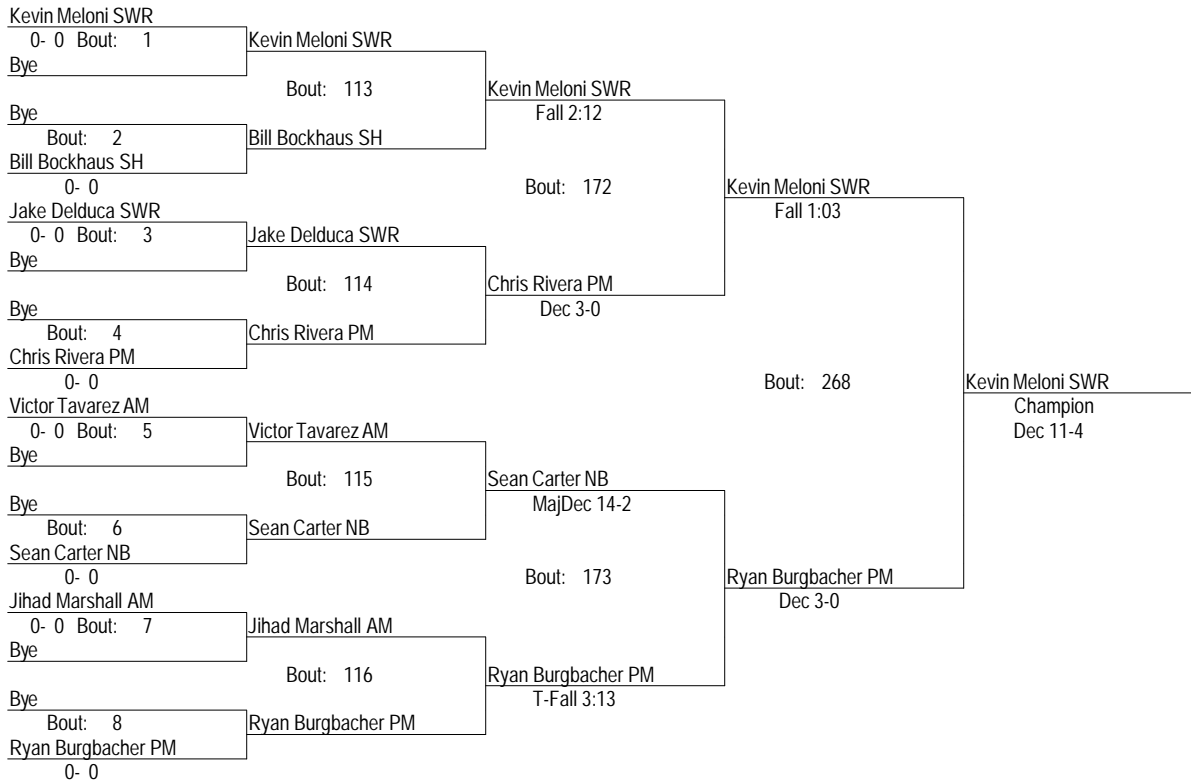 Kevin Meloni SWR
0- 0 Bout: 1
Kevin Meloni SWR
Bye
Bout: 113
Kevin Meloni SWR
Bye
Fall 2:12
Bout: 2
Bill Bockhaus SH
Bill Bockhaus SH
0- 0
Bout: 172
Kevin Meloni SWR
Jake Delduca SWR
Fall 1:03
0- 0 Bout: 3
Jake Delduca SWR
Bye
Bout: 114
Chris Rivera PM
Bye
Dec 3-0
Bout: 4
Chris Rivera PM
Chris Rivera PM
0- 0
Bout: 268
Kevin Meloni SWR
Victor Tavarez AM
Champion
0- 0 Bout: 5
Victor Tavarez AM
Dec 11-4
Bye
Bout: 115
Sean Carter NB
Bye
MajDec 14-2
Bout: 6
Sean Carter NB
Sean Carter NB
0- 0
Bout: 173
Ryan Burgbacher PM
Jihad Marshall AM
Dec 3-0
0- 0 Bout: 7
Jihad Marshall AM
Bye
Bout: 116
Ryan Burgbacher PM
Bye
T-Fall 3:13
Bout: 8
Ryan Burgbacher PM
Ryan Burgbacher PM
0- 0